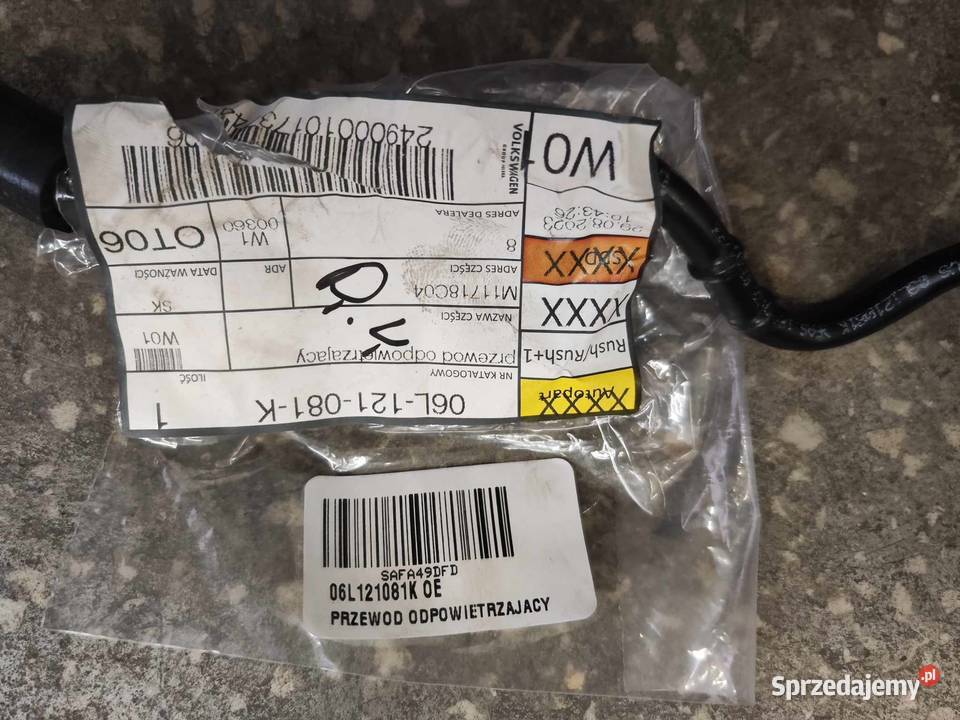 06L-121-081-K
NR KATALOGOWY
1
ILOŚĆ
przewod odpowietrzający
NAZWA CZĘŚCI
W01
M11718C04
ADRES CZĘŚCI
ADR
SK
DATA WAŻNOŚCI
8
ADRES DEALERA
W1
00360
OT06
VOLKSWAGEN
XXXX
Autopart
Rush/Rush+1
XXXX
XXXX
29.08.2023
10:43:26
W01
SAFA49DFD
06L121081K OE
PRZEWOD ODPOWIETRZAJACY
Sprzedajemy.pl